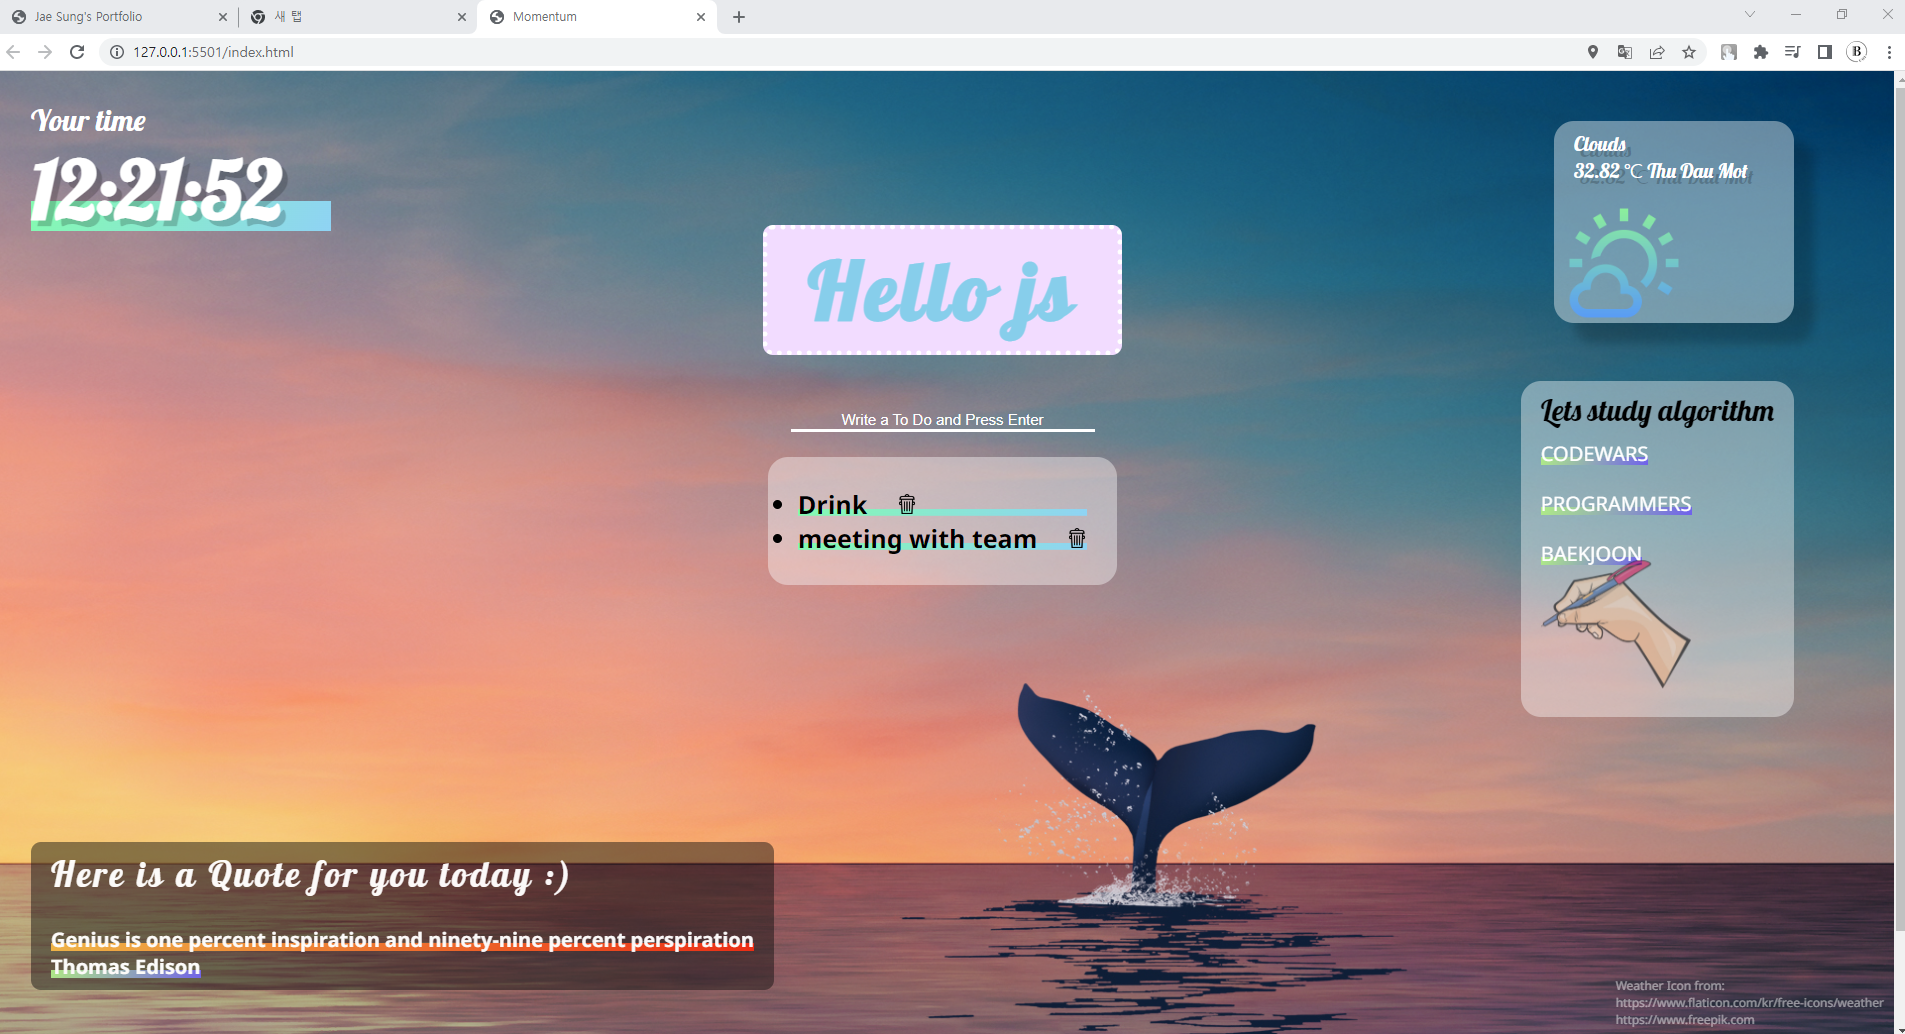 Jae Sung's Portfolio
새 탭
Momentum
127.0.0.1:5501/index.html
B
Your time
12:21:52
Clouds
32.82 °C Thu Dau Mot
Hello js
Write a To Do and Press Enter
Drink
meeting with team
Lets study algorithm
CODEWARS
PROGRAMMERS
BAEKJOON
Here is a Quote for you today :)
Genius is one percent inspiration and ninety-nine percent perspiration
Thomas Edison
Weather Icon from:
https://www.flaticon.com/kr/free-icons/weather
https://www.freepik.com